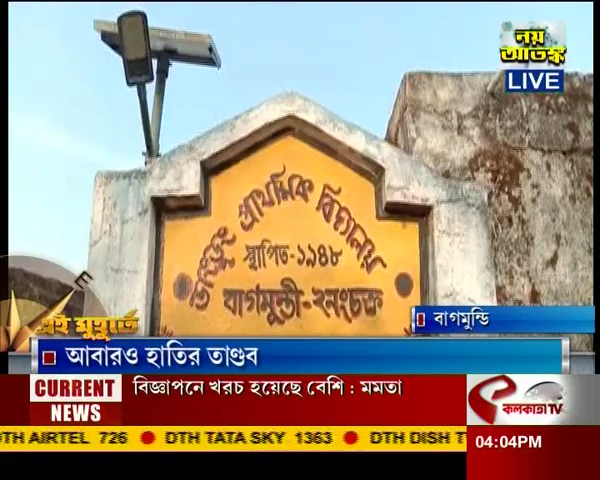 নয়
আতঙ্ক
LIVE
প্রাথমিক বিদ্যালয়
স্থাপিত-১৯৪৮
বাগমুন্ডী-২নংচক্র
E
এই মুহূর্তে
বাগমুন্ডি
আবারও হাতির তাণ্ডব
CURRENT
NEWS
বিজ্ঞাপনে খরচ হয়েছে বেশি : মমতা
কলকাতা TV
DTH AIRTEL 726 DTH TATA SKY 1363 DTH DISH T
04:04PM